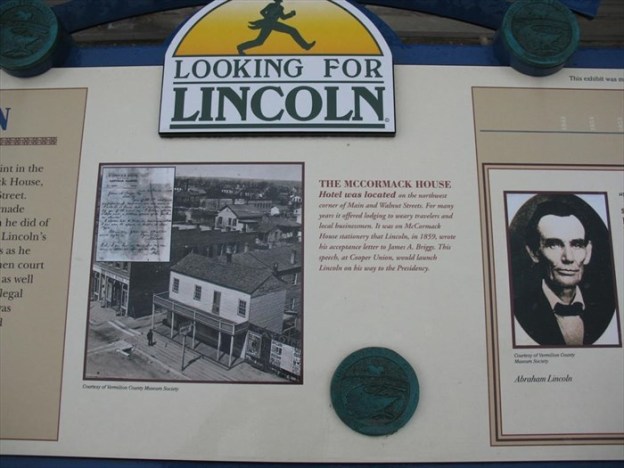 LOOKING FOR
LINCOLN
This exhibit was
N
int in the
ck House,
Street.
made
he did of
Lincoln's
s as he
en court
as well
legal
as
THE MCCORMACK HOUSE
Hotel was located on the northwest
corner of Main and Walnut Streets. For many
years it offered lodging to weary travelers and
local businessmen. It was on McCormack
House stationery that Lincoln, in 1859, wrote
his acceptance letter to James A. Briggs. This
speech, at Cooper Union, would launch
Lincoln on his way to the Presidency.
Courtesy of Vermilion County Museum Society
Courtesy of Vermilion County
Museum Society
Abraham Lincoln